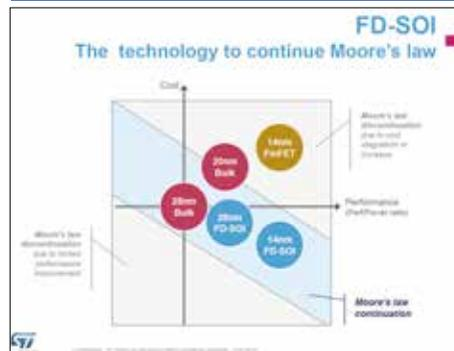 FD-SOI
The technology to continue Moore's law
Cost
14nm
FinFET
Moore's law
discontinuation
due to cost
increase
20nm
Bulk
28nm
Bulk
Performance
(Perf/Power ratio)
28nm
FD-SOI
14nm
FD-SOI
Moore's law
discontinuation
due to limited
performance
improvement
Moore's law
continuation
ST